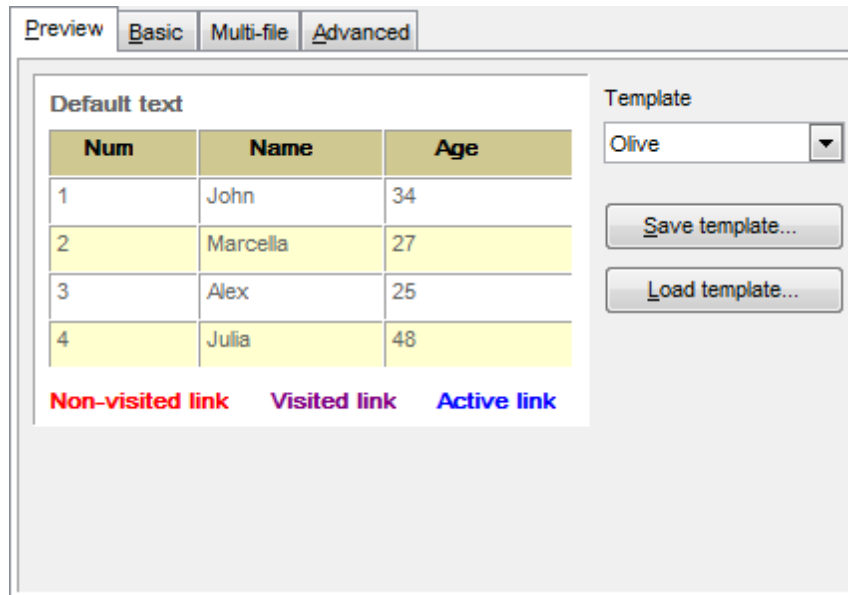 Preview Basic Multi-file Advanced
Default text
Template
Num Name Age
Olive
1 John 34
2 Marcella 27
Save template...
3 Alex 25
Load template...
4 Julia 48
Non-visited link Visited link Active link